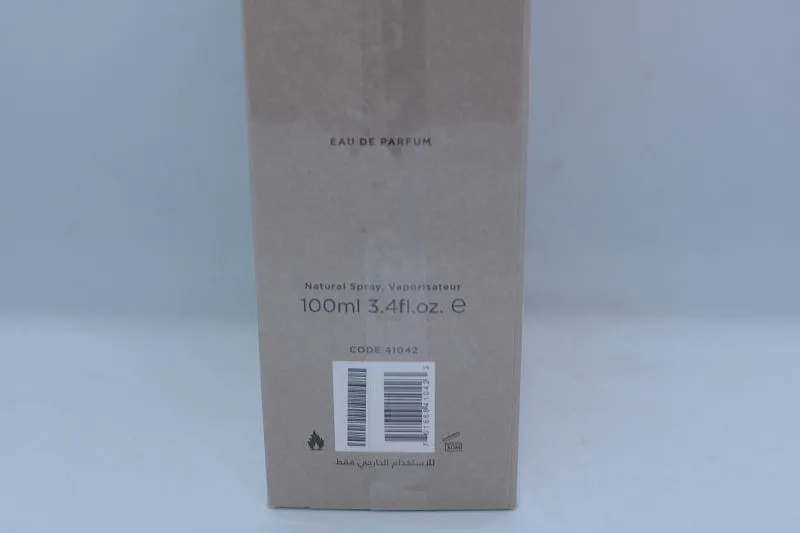 EAU DE PARFUM
Natural Spray, Vaporisateur
100ml 3.4fl.oz. ℮
CODE 41042
للاستخدام الخارجي فقط